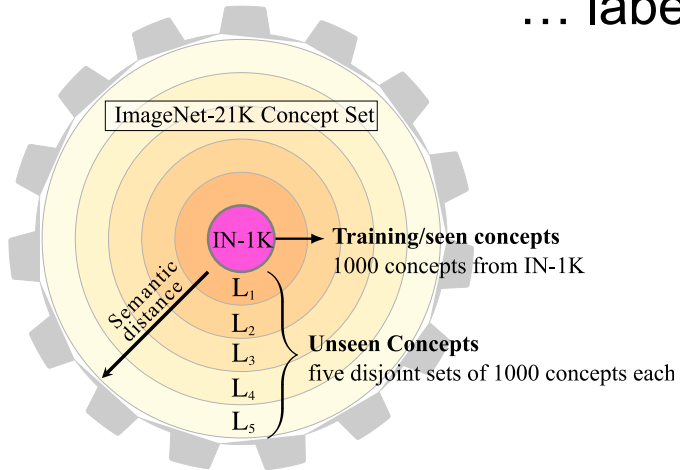 … labe
ImageNet-21K Concept Set
IN-1K
Training/seen concepts
1000 concepts from IN-1K
Semantic
distance
L₁
L₂
L₃
L₄
L₅
Unseen Concepts
five disjoint sets of 1000 concepts each